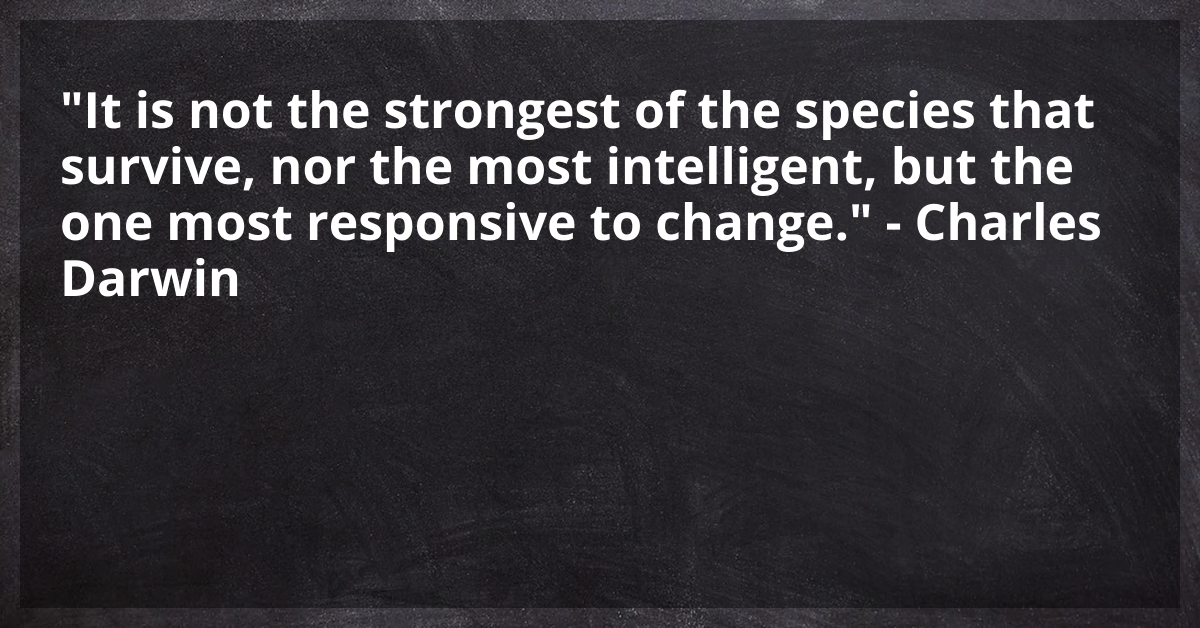 "It is not the strongest of the species that
survive, nor the most intelligent, but the
one most responsive to change." - Charles
Darwin